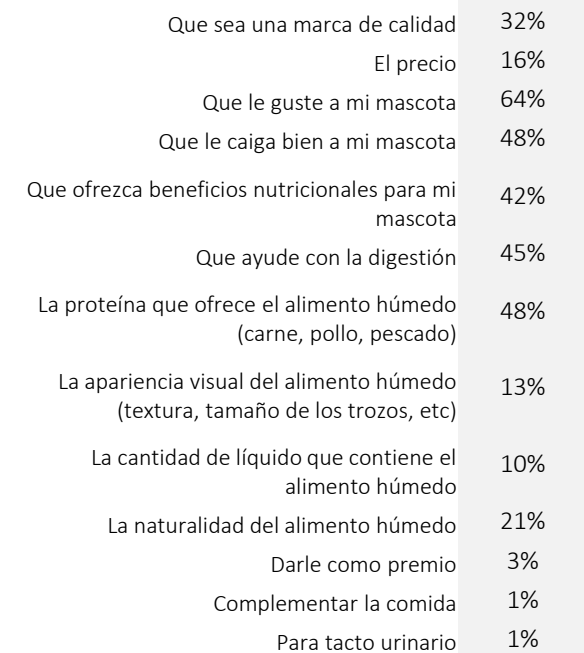 Que sea una marca de calidad 32%
El precio 16%
Que le guste a mi mascota 64%
Que le caiga bien a mi mascota 48%
Que ofrezca beneficios nutricionales para mi
mascota 42%
Que ayude con la digestión 45%
La proteína que ofrece el alimento húmedo
(carne, pollo, pescado) 48%
La apariencia visual del alimento húmedo
(textura, tamaño de los trozos, etc) 13%
La cantidad de líquido que contiene el
alimento húmedo 10%
La naturalidad del alimento húmedo 21%
Darle como premio 3%
Complementar la comida 1%
Para tacto urinario 1%